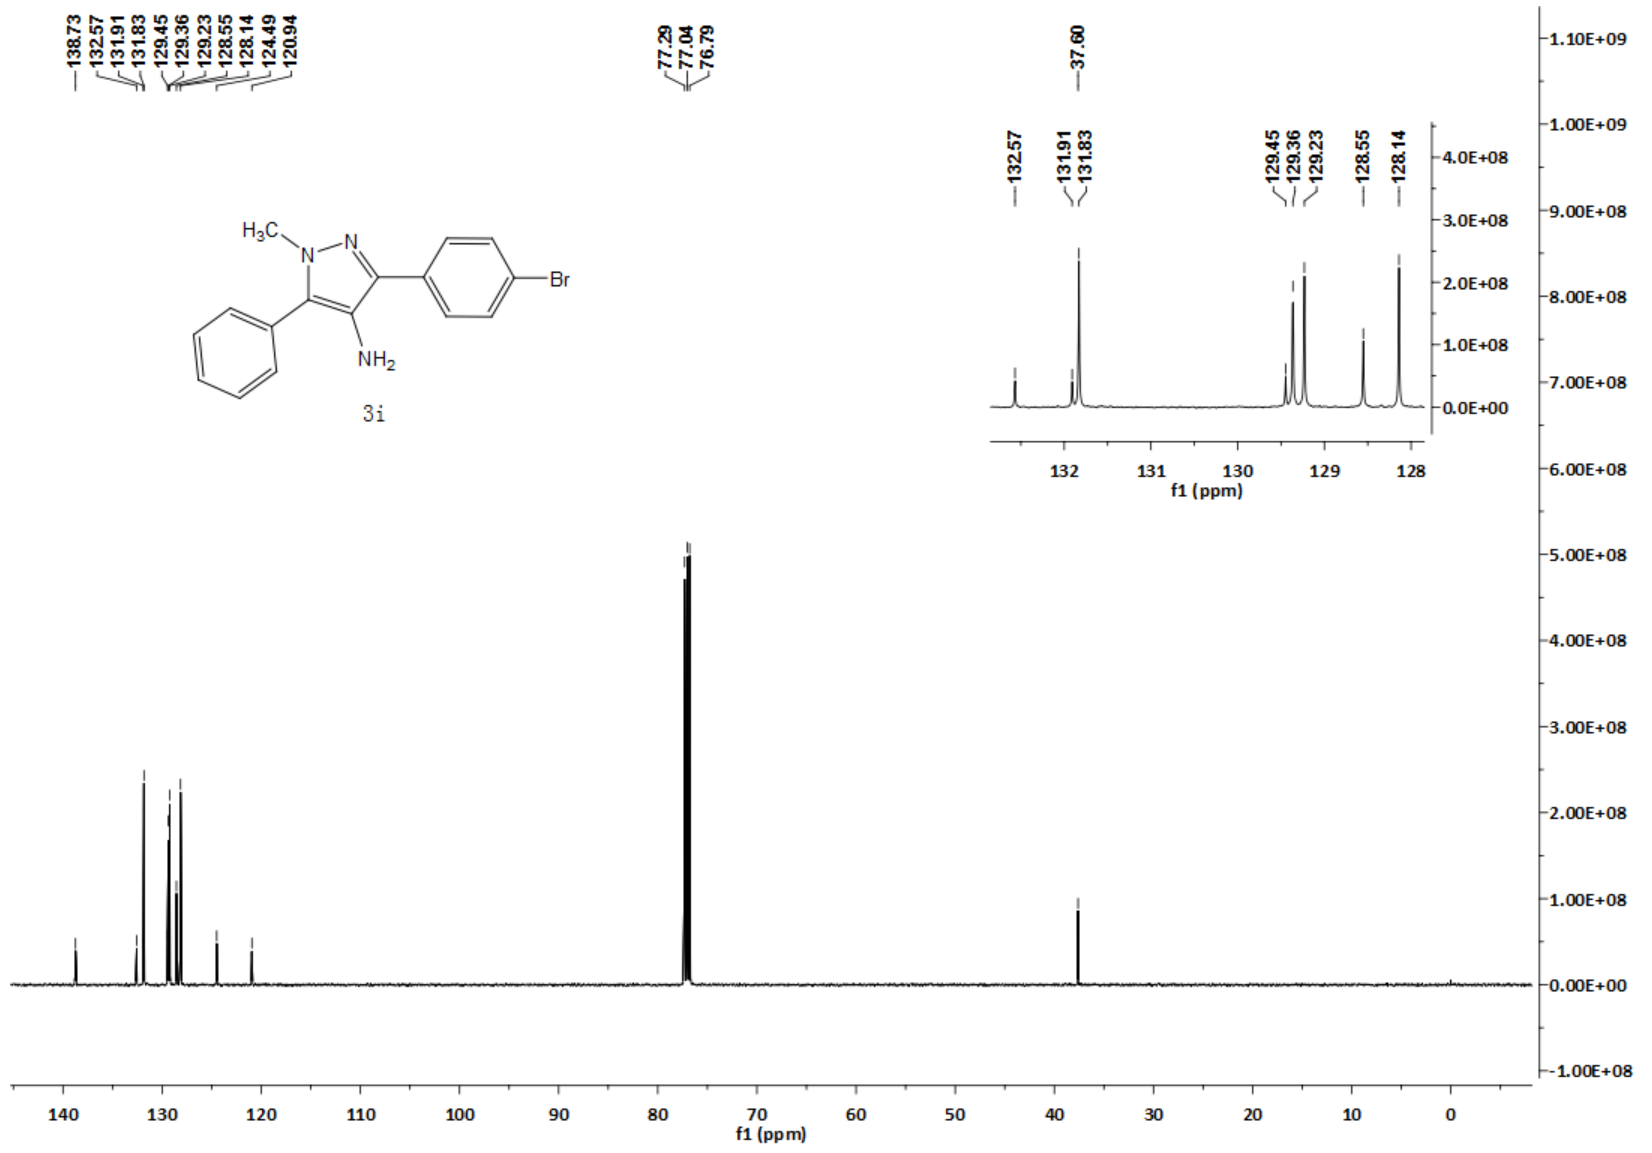 138.73
132.57
131.91
131.83
129.45
129.36
129.23
128.55
128.14
124.49
120.94
77.29
77.04
76.79
37.60
H₃C
N
N
Br
NH₂
3i
132.57
131.91
131.83
129.45
129.36
129.23
128.55
128.14
4.0E+08
3.0E+08
2.0E+08
1.0E+08
0.0E+00
132 131 130 129 128
f1 (ppm)
1.10E+09
1.00E+09
9.00E+08
8.00E+08
7.00E+08
6.00E+08
5.00E+08
4.00E+08
3.00E+08
2.00E+08
1.00E+08
0.00E+00
-1.00E+08
140 130 120 110 100 90 80 70 60 50 40 30 20 10 0
f1 (ppm)